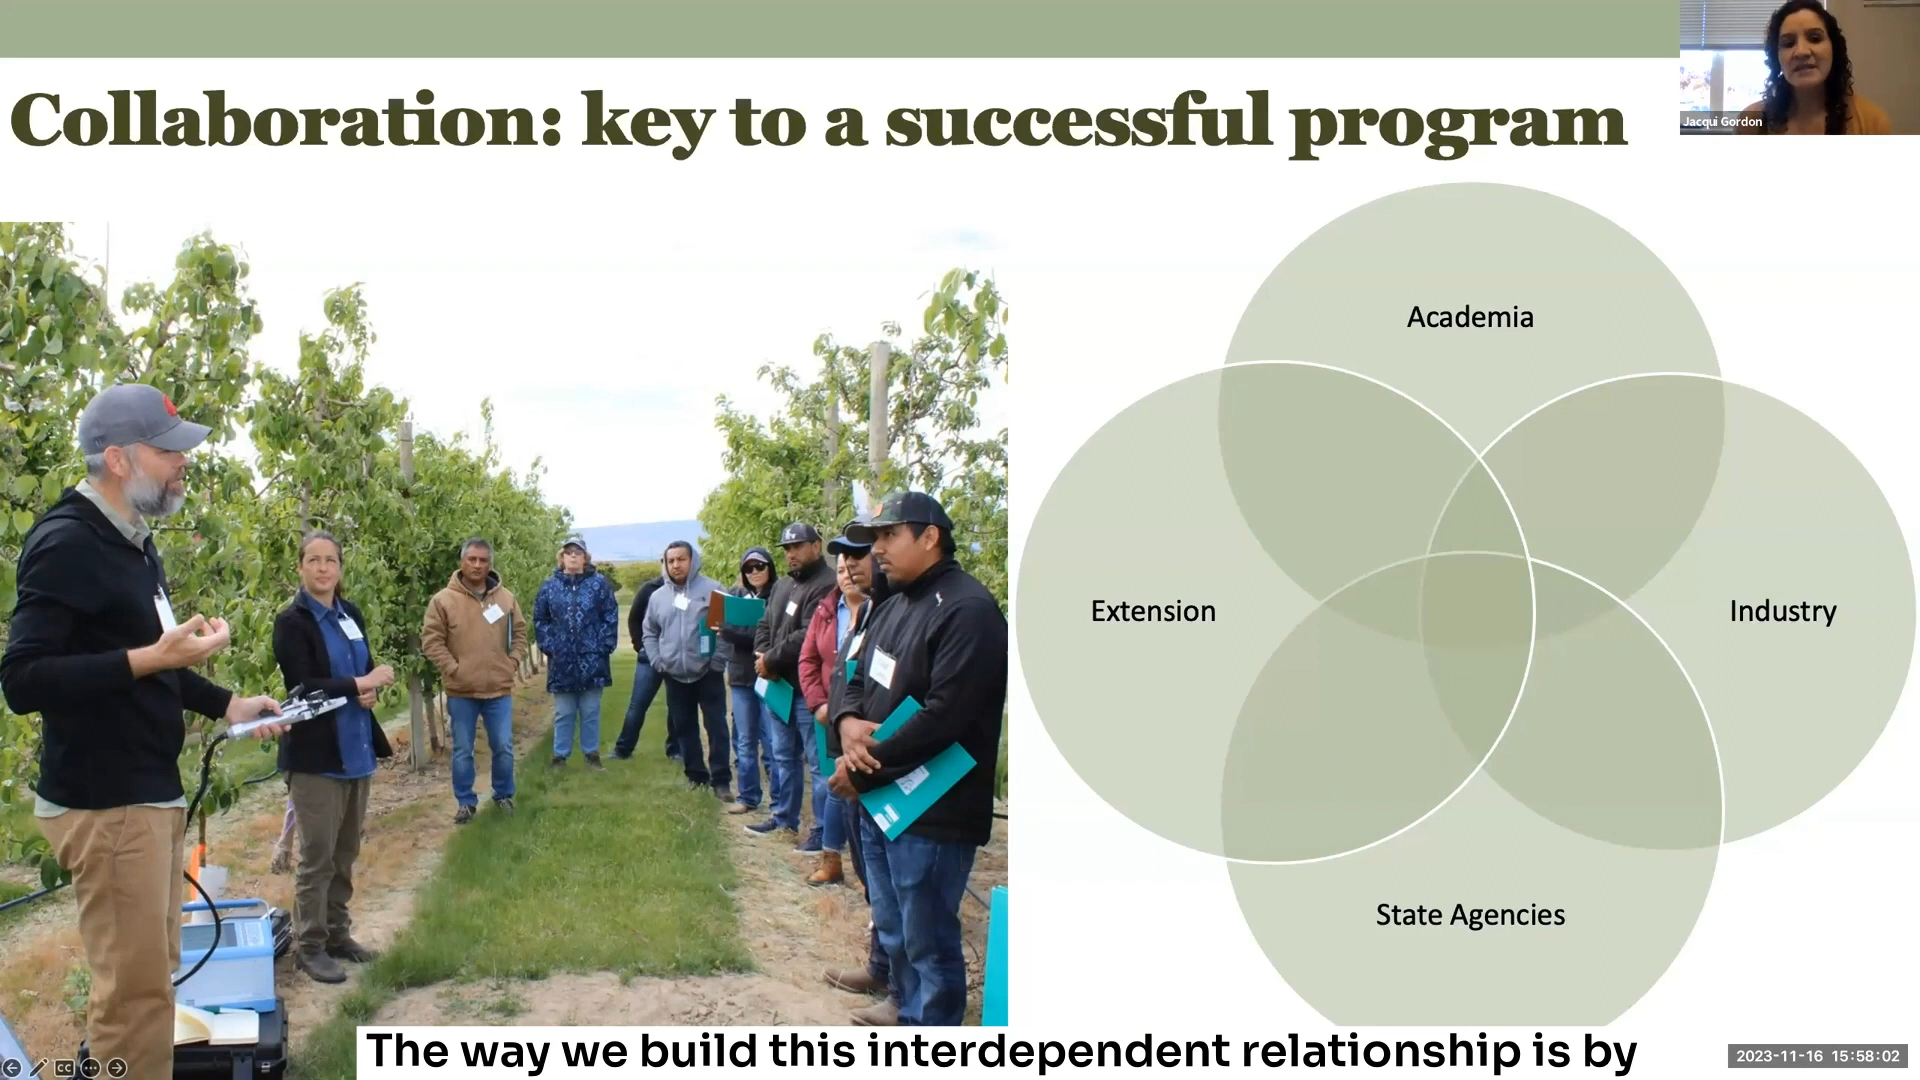 Collaboration: key to a successful program
Jacqui Gordon
Academia
Extension
Industry
State Agencies
The way we build this interdependent relationship is by
CC
2023-11-16 15:58:02